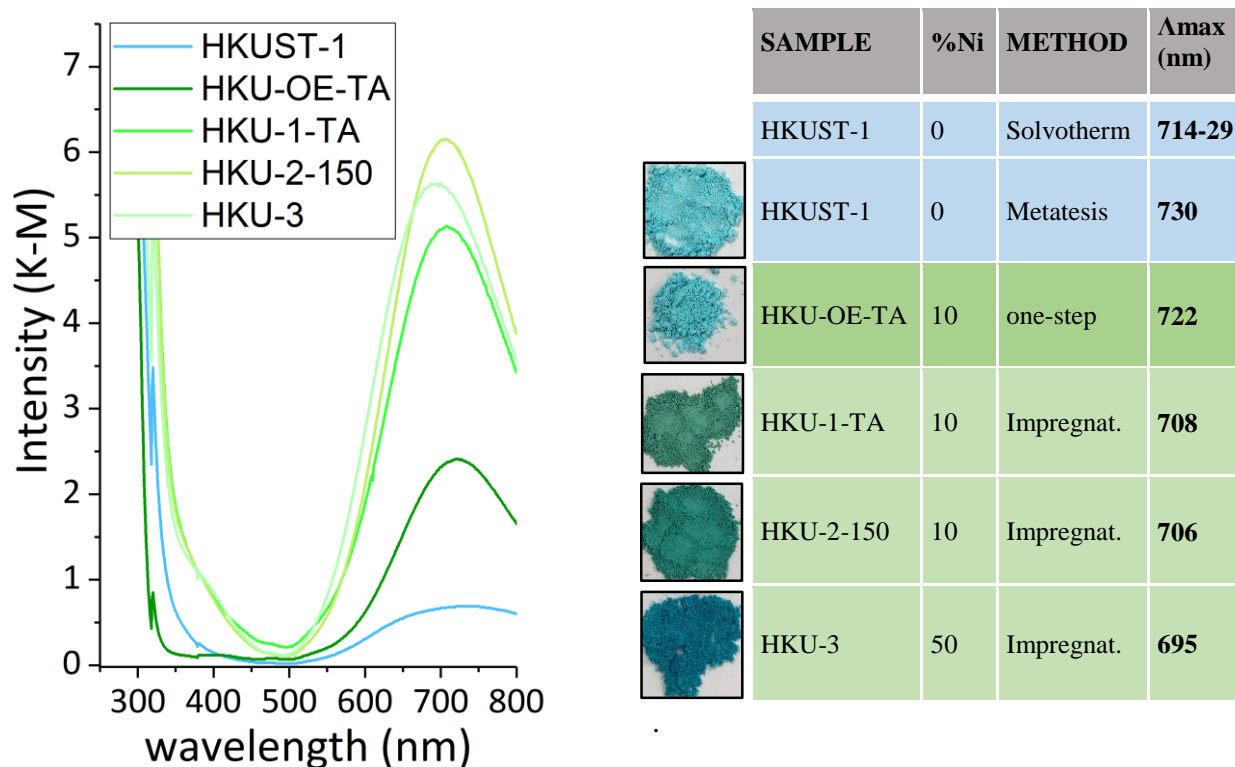 HKUST-1
HKU-OE-TA
HKU-1-TA
HKU-2-150
HKU-3
7
6
5
4
3
2
1
0
Intensity (K-M)
300 400 500 600 700 800
wavelength (nm)
SAMPLE %Ni METHOD Λmax
(nm)
HKUST-1 0 Solvotherm 714-29
HKUST-1 0 Metatesis 730
HKU-OE-TA 10 one-step 722
HKU-1-TA 10 Impregnat. 708
HKU-2-150 10 Impregnat. 706
HKU-3 50 Impregnat. 695
.